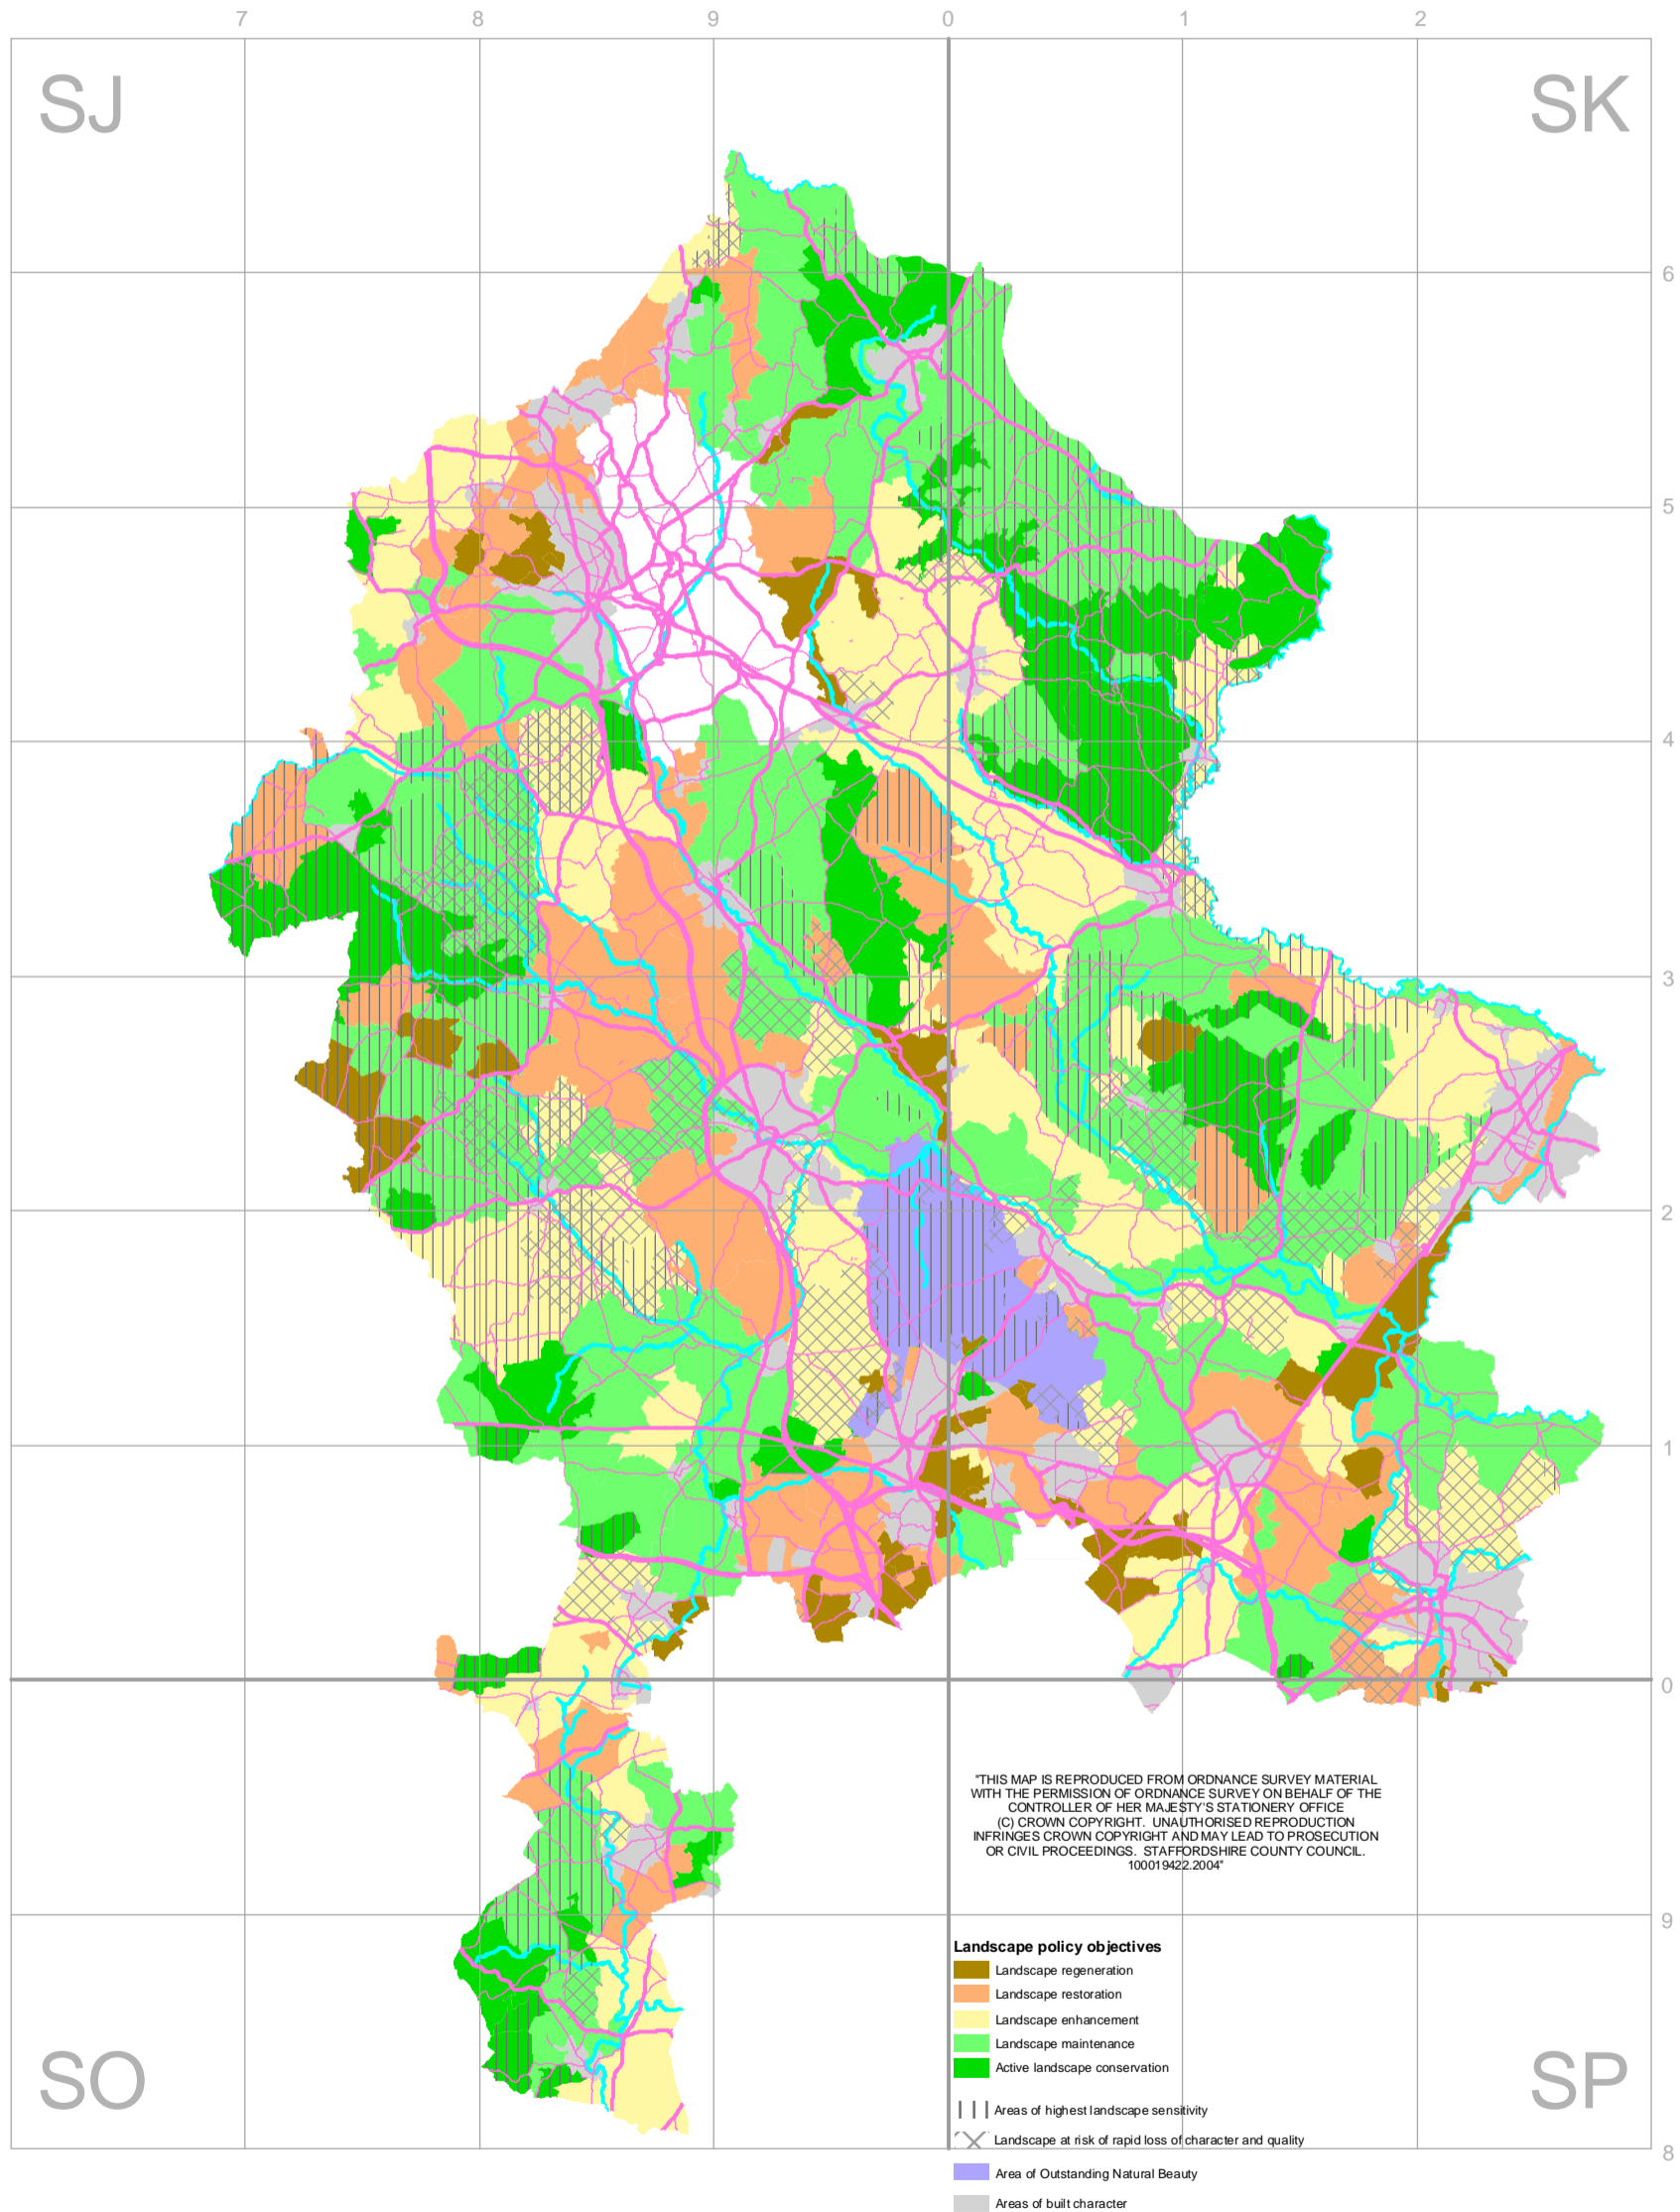 7 8 9 0 1 2
SJ SK
6
5
4
3
2
1
0
"THIS MAP IS REPRODUCED FROM ORDNANCE SURVEY MATERIAL
WITH THE PERMISSION OF ORDNANCE SURVEY ON BEHALF OF THE
CONTROLLER OF HER MAJESTY'S STATIONERY OFFICE
(C) CROWN COPYRIGHT. UNAUTHORISED REPRODUCTION
INFRINGES CROWN COPYRIGHT AND MAY LEAD TO PROSECUTION
OR CIVIL PROCEEDINGS. STAFFORDSHIRE COUNTY COUNCIL.
100019422.2004"
9
Landscape policy objectives
Landscape regeneration
Landscape restoration
Landscape enhancement
Landscape maintenance
Active landscape conservation
SO SP
Areas of highest landscape sensitivity
Landscape at risk of rapid loss of character and quality
8
Area of Outstanding Natural Beauty
Areas of built character